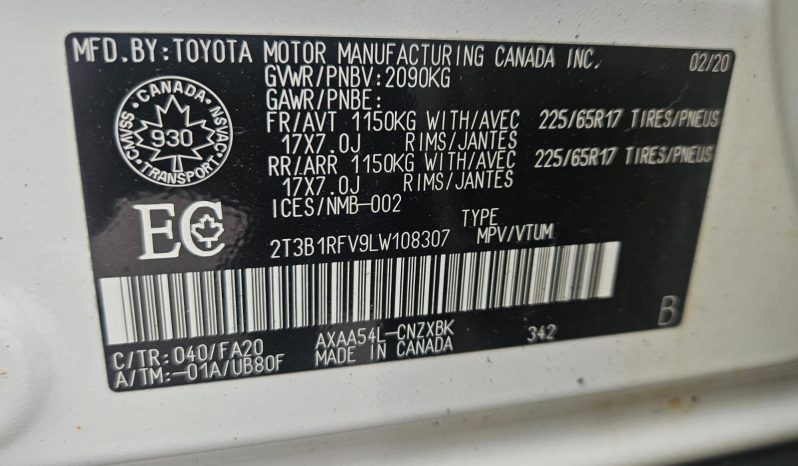 MFD.BY:TOYOTA MOTOR MANUFACTURING CANADA INC. 02/20
GVWR/PNBV:2090KG
GAWR/PNBE:
FR/AVT 1150KG WITH/AVEC 225/65R17 TIRES/PNEUS
17X7.0J RIMS/JANTES
RR/ARR 1150KG WITH/AVEC 225/65R17 TIRES/PNEUS
17X7.0J RIMS/JANTES
ICES/NMB-002
CANADA
CMVSS NSVAC
930
TRANSPORT
EC
TYPE
2T3B1RFV9LW108307 MPV/VTUM
B
C/TR:040/FA20 AXAA54L-CNZXBK 342
A/TM:-01A/UB80F MADE IN CANADA